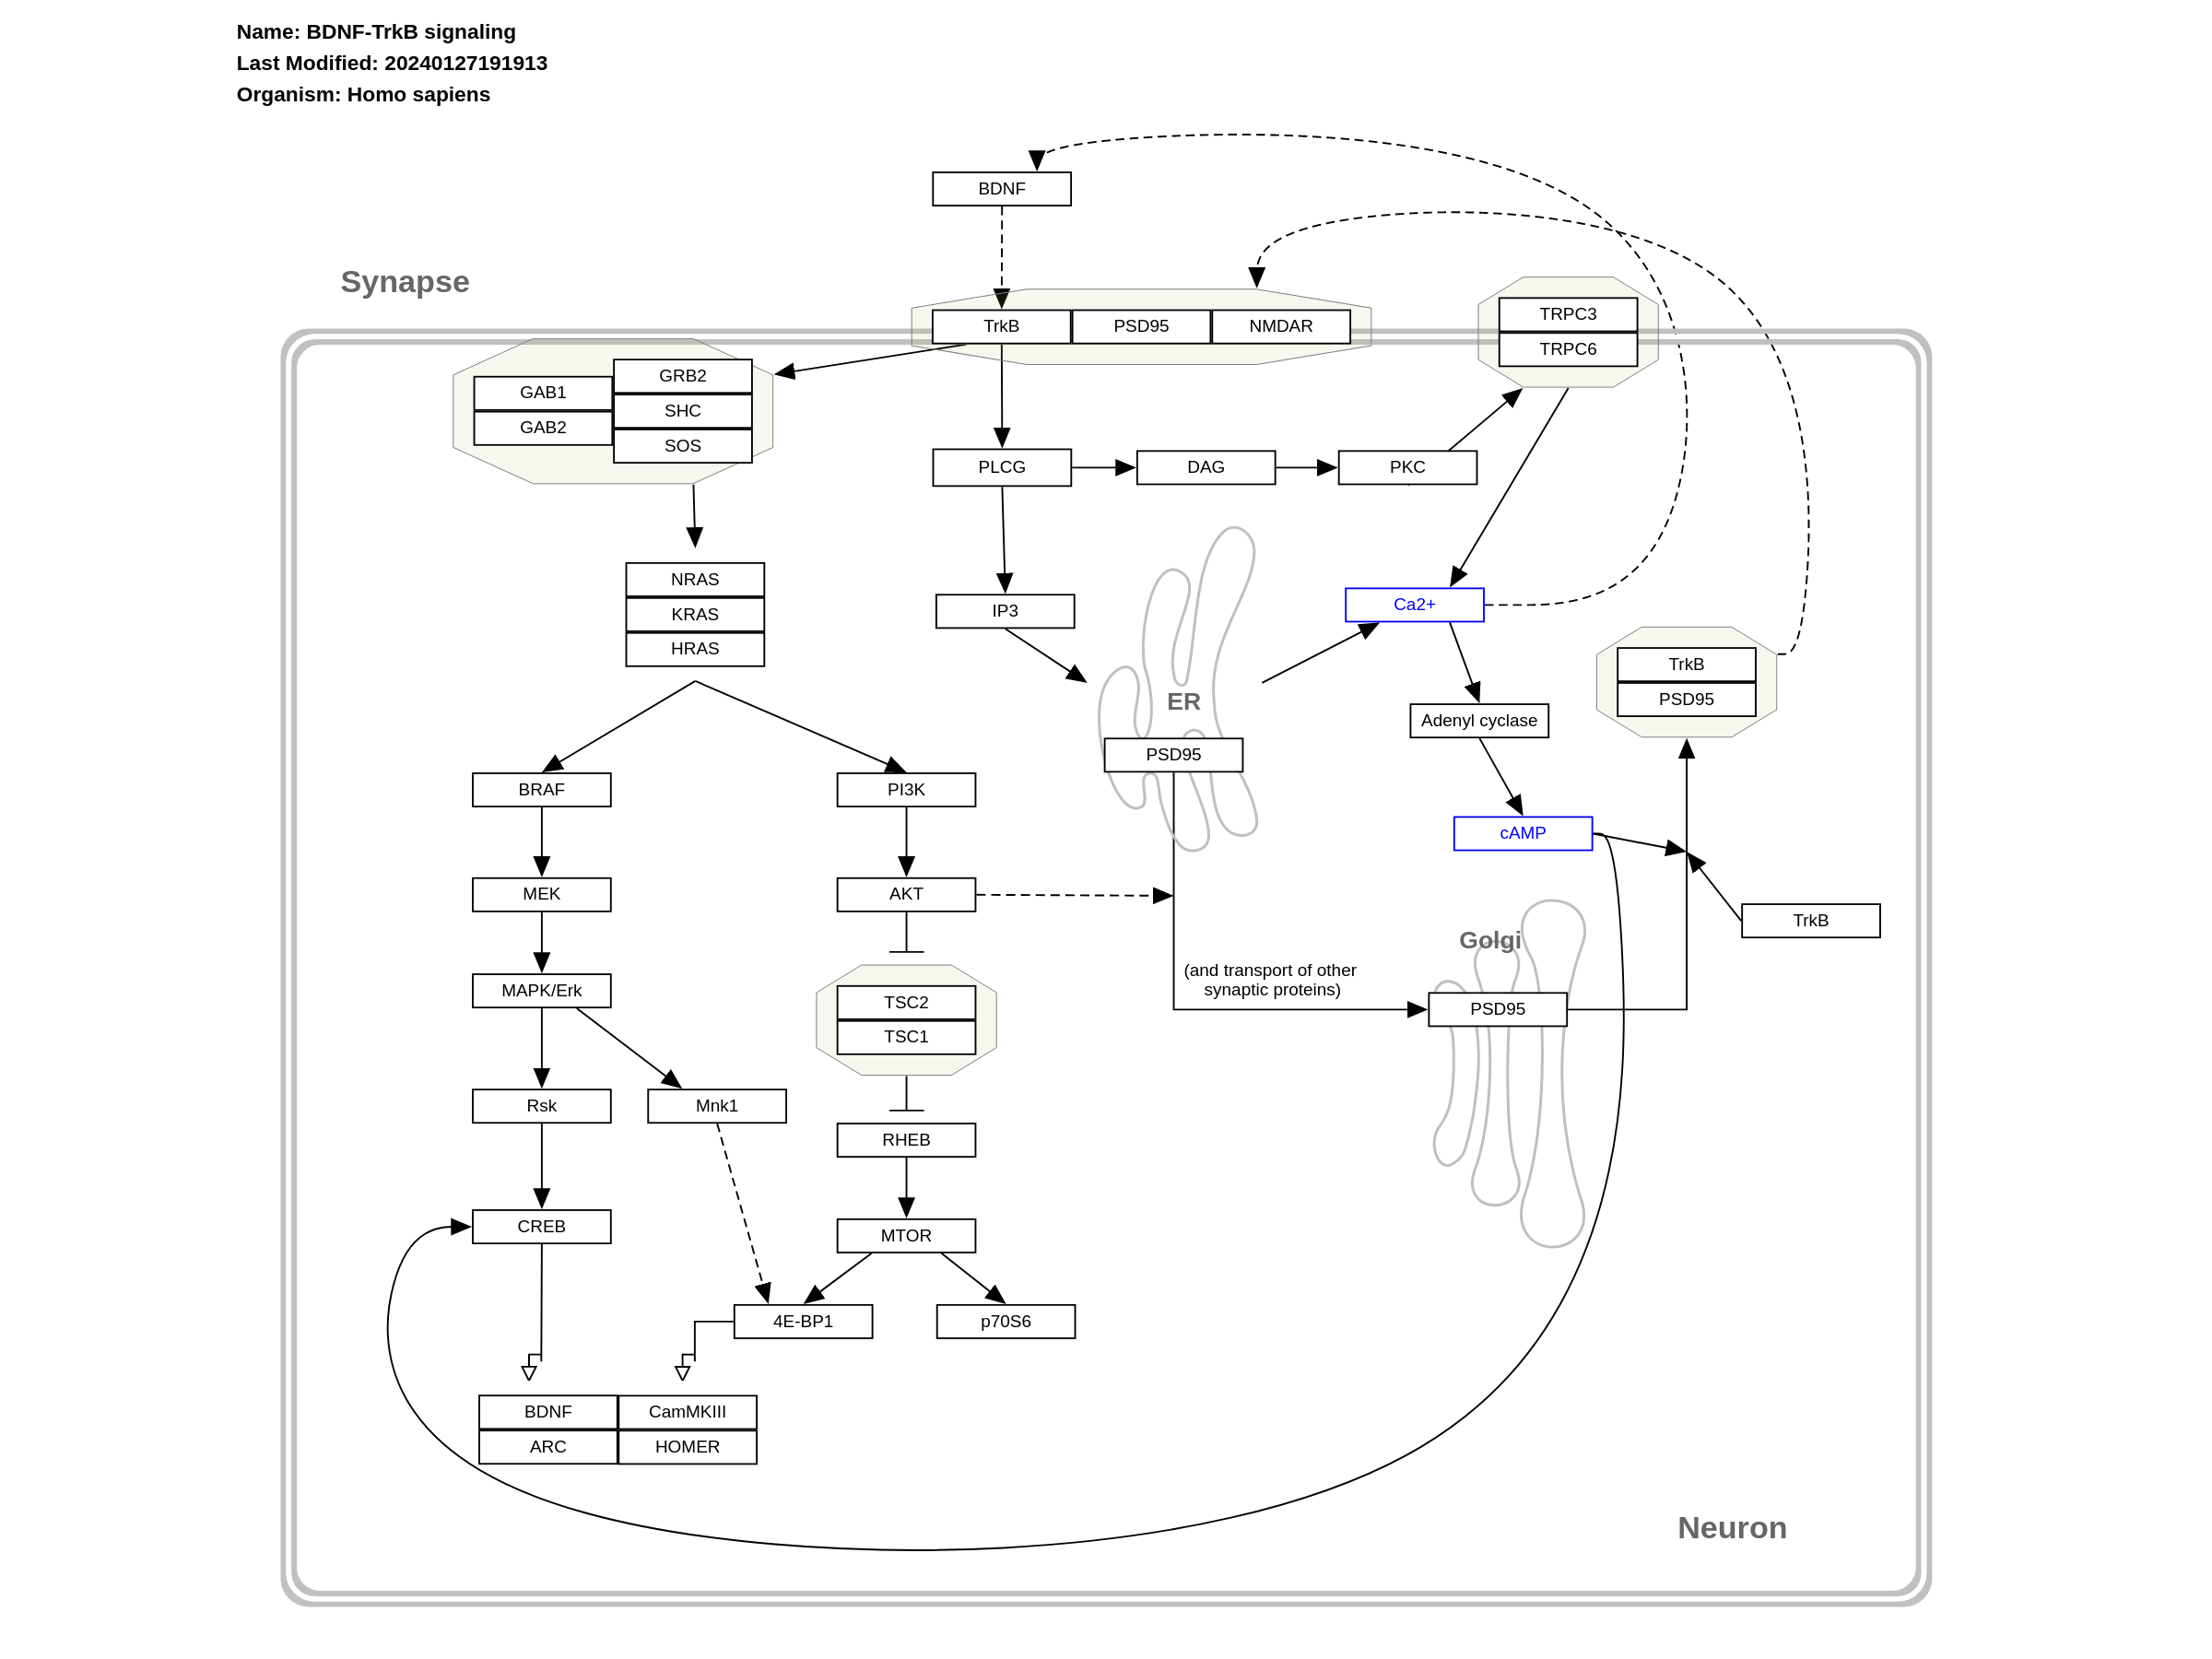 Name: BDNF-TrkB signaling
Last Modified: 20240127191913
Organism: Homo sapiens
BDNF
Synapse
TrkB
PSD95
NMDAR
TRPC3
TRPC6
GRB2
GAB1
SHC
GAB2
SOS
PLCG
DAG
PKC
NRAS
KRAS
HRAS
IP3
Ca2+
TrkB
PSD95
ER
Adenyl cyclase
PSD95
BRAF
PI3K
cAMP
MEK
AKT
TrkB
Golgi
(and transport of other
synaptic proteins)
MAPK/Erk
TSC2
TSC1
PSD95
Rsk
Mnk1
RHEB
CREB
MTOR
4E-BP1
p70S6
BDNF
CamMKIII
ARC
HOMER
Neuron